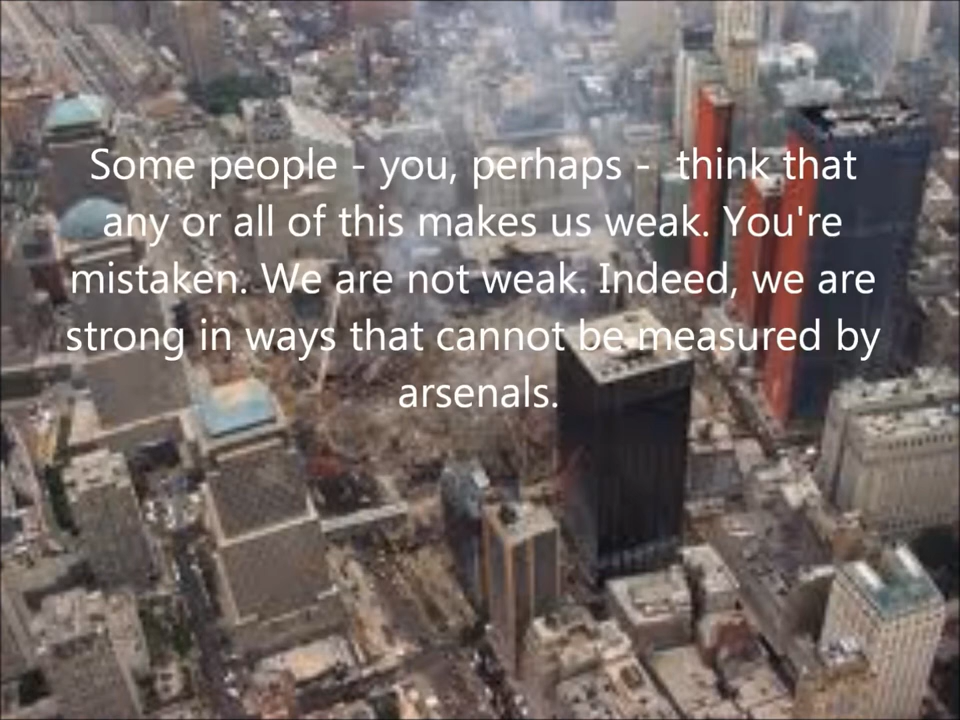 Some people - you, perhaps -  think that
any or all of this makes us weak. You're
mistaken. We are not weak. Indeed, we are
strong in ways that cannot be measured by
arsenals.